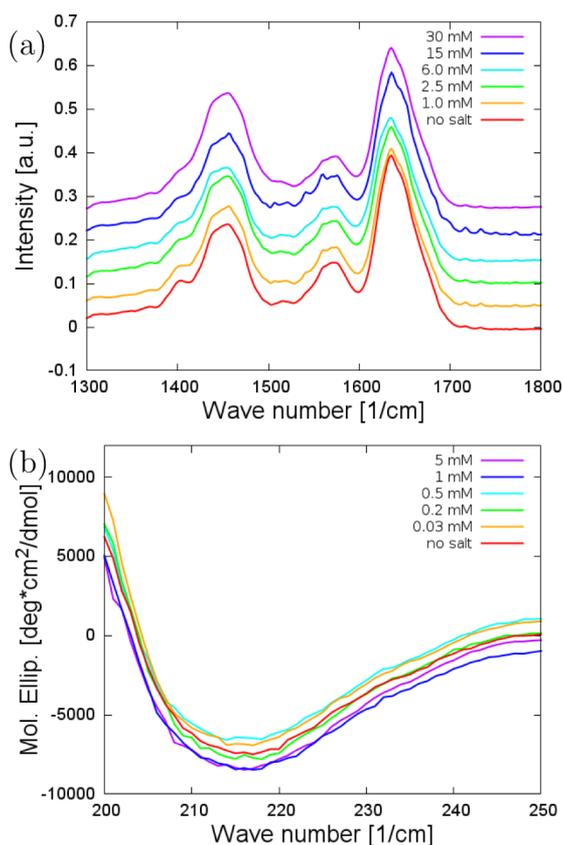 (a)
0.7
0.6
0.5
0.4
0.3
0.2
0.1
0
-0.1
Intensity [a.u.]
30 mM
15 mM
6.0 mM
2.5 mM
1.0 mM
no salt
1300 1400 1500 1600 1700 1800
Wave number [1/cm]
(b)
10000
5000
0
-5000
-10000
Mol. Ellip. [deg*cm²/dmol]
5 mM
1 mM
0.5 mM
0.2 mM
0.03 mM
no salt
200 210 220 230 240 250
Wave number [1/cm]